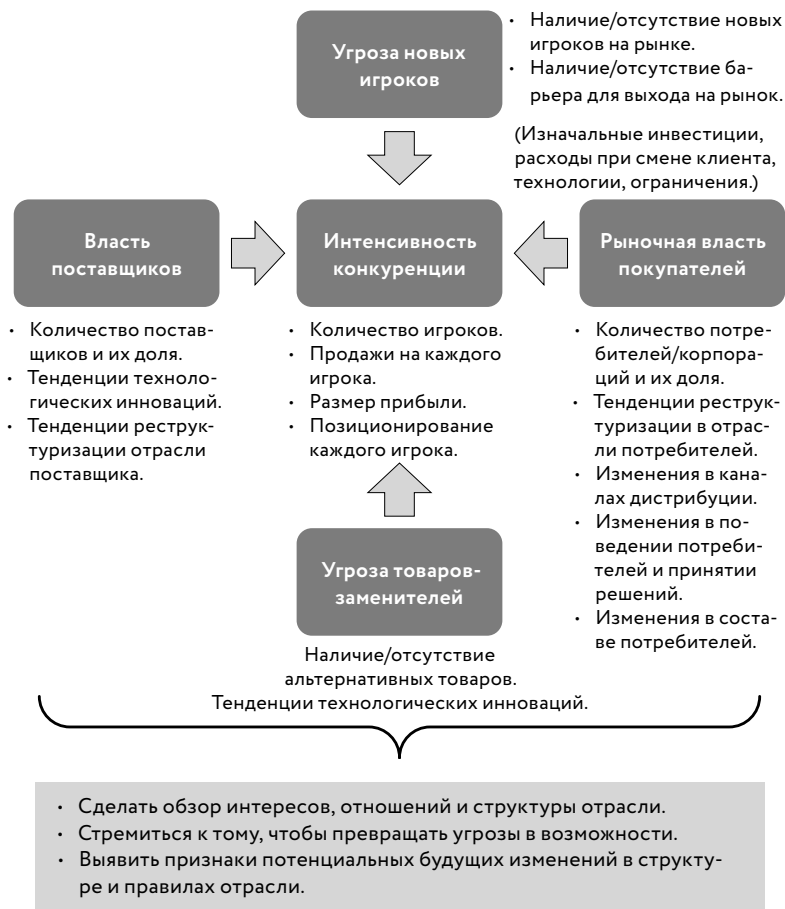 Угроза новых
игроков
• Наличие/отсутствие новых
игроков на рынке.
• Наличие/отсутствие ба-
рьера для выхода на рынок.
(Изначальные инвестиции,
расходы при смене клиента,
технологии, ограничения.)
Власть
поставщиков
• Количество постав-
щиков и их доля.
• Тенденции техноло-
гических инноваций.
• Тенденции реструк-
туризации отрасли
поставщика.
Интенсивность
конкуренции
• Количество игроков.
• Продажи на каждого
игрока.
• Размер прибыли.
• Позиционирование
каждого игрока.
Рыночная власть
покупателей
• Количество потре-
бителей/корпора-
ций и их доля.
• Тенденции реструк-
туризации в отрас-
ли потребителей.
• Изменения в кана-
лах дистрибуции.
• Изменения в по-
ведении потреби-
телей и принятии
решений.
• Изменения в соста-
ве потребителей.
Угроза товаров-
заменителей
Наличие/отсутствие
альтернативных товаров.
Тенденции технологических инноваций.
• Сделать обзор интересов, отношений и структуры отрасли.
• Стремиться к тому, чтобы превращать угрозы в возможности.
• Выявить признаки потенциальных будущих изменений в структу-
ре и правилах отрасли.